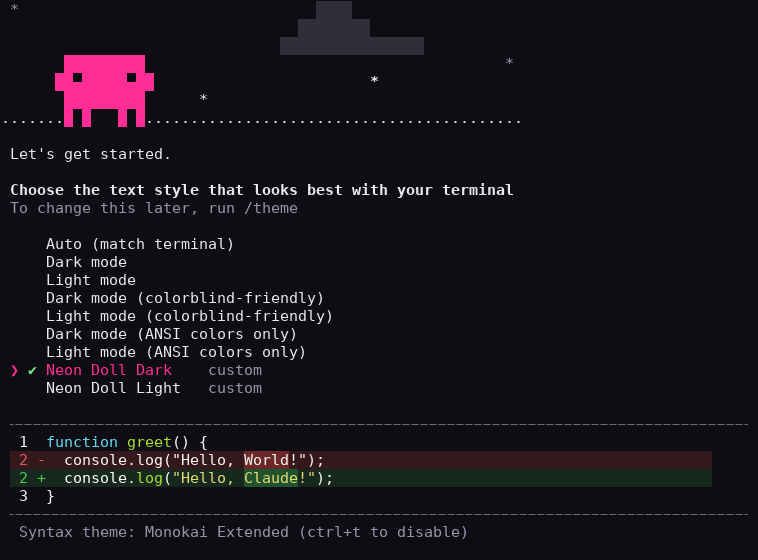 Let's get started.
Choose the text style that looks best with your terminal
To change this later, run /theme
Auto (match terminal)
Dark mode
Light mode
Dark mode (colorblind-friendly)
Light mode (colorblind-friendly)
Dark mode (ANSI colors only)
Light mode (ANSI colors only)
❯ ✔ Neon Doll Dark custom
Neon Doll Light custom
1 function greet() {
2 - console.log("Hello, World!");
2 + console.log("Hello, Claude!");
3 }
Syntax theme: Monokai Extended (ctrl+t to disable)